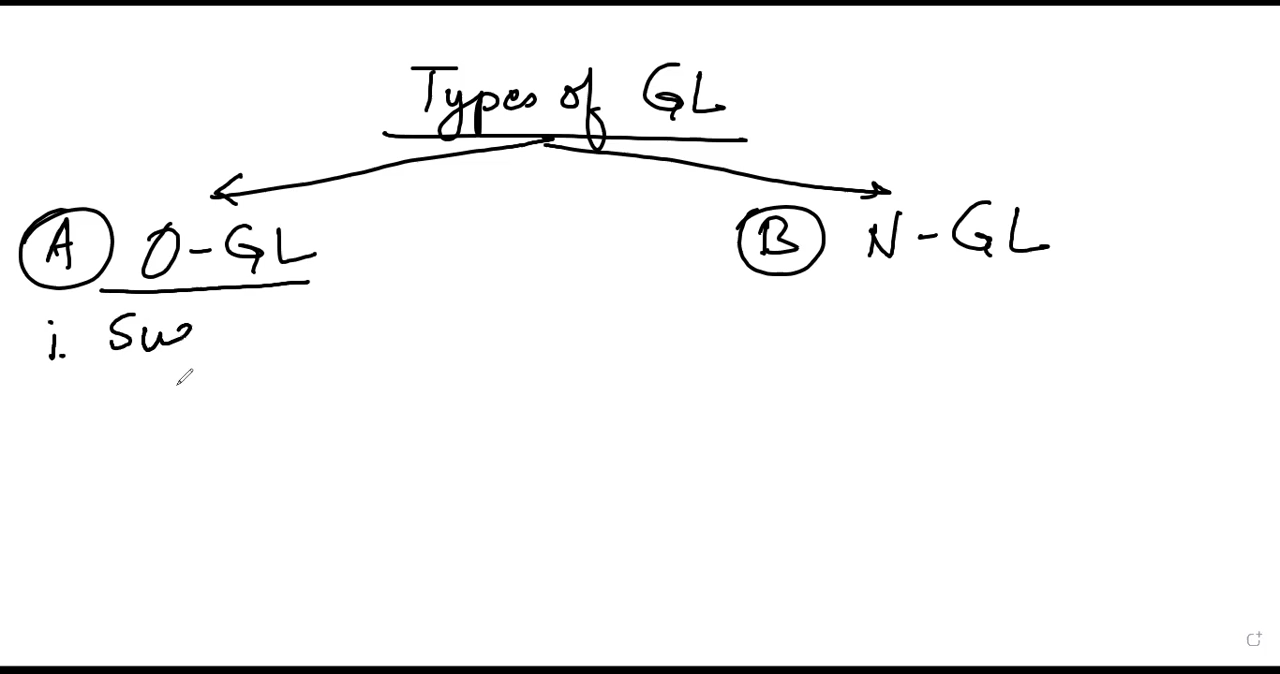 Types of GL
A O-GL
B N-GL
i. Sw